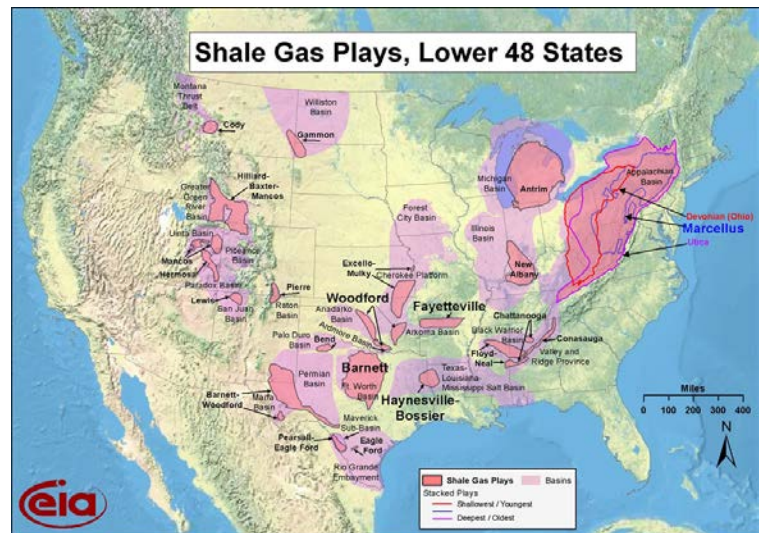 Shale Gas Plays, Lower 48 States
Montana
Thrust
Belt
Cody
Williston
Basin
Gammon
Hilliard-
Baxter-
Mancos
Greater
Green
River
Basin
Uinta Basin
Piceance
Basin
Mancos
Hermosa
Paradox Basin
Lewis
San Juan
Basin
Pierre
Raton
Basin
Michigan
Basin
Antrim
Appalachian
Basin
Devonian (Ohio)
Marcellus
Utica
Forest
City Basin
Illinois
Basin
New
Albany
Excello-
Mulky
Cherokee Platform
Woodford
Anadarko
Basin
Ardmore Basin
Fayetteville
Arkoma Basin
Chattanooga
Black Warrior
Basin
Conasauga
Floyd-
Neal
Valley and
Ridge Province
Palo Duro
Basin
Bend
Barnett
Ft. Worth
Basin
Permian
Basin
Barnett-
Woodford
Marfa
Basin
Texas-
Louisiana-
Mississippi Salt Basin
Haynesville-
Bossier
Maverick
Sub-Basin
Pearsall-
Eagle Ford
Eagle
Ford
Rio Grande
Embayment
Miles
0 100 200 300 400
N
Shale Gas Plays
Basins
Stacked Plays
Shallowest / Youngest
Deepest / Oldest
eia